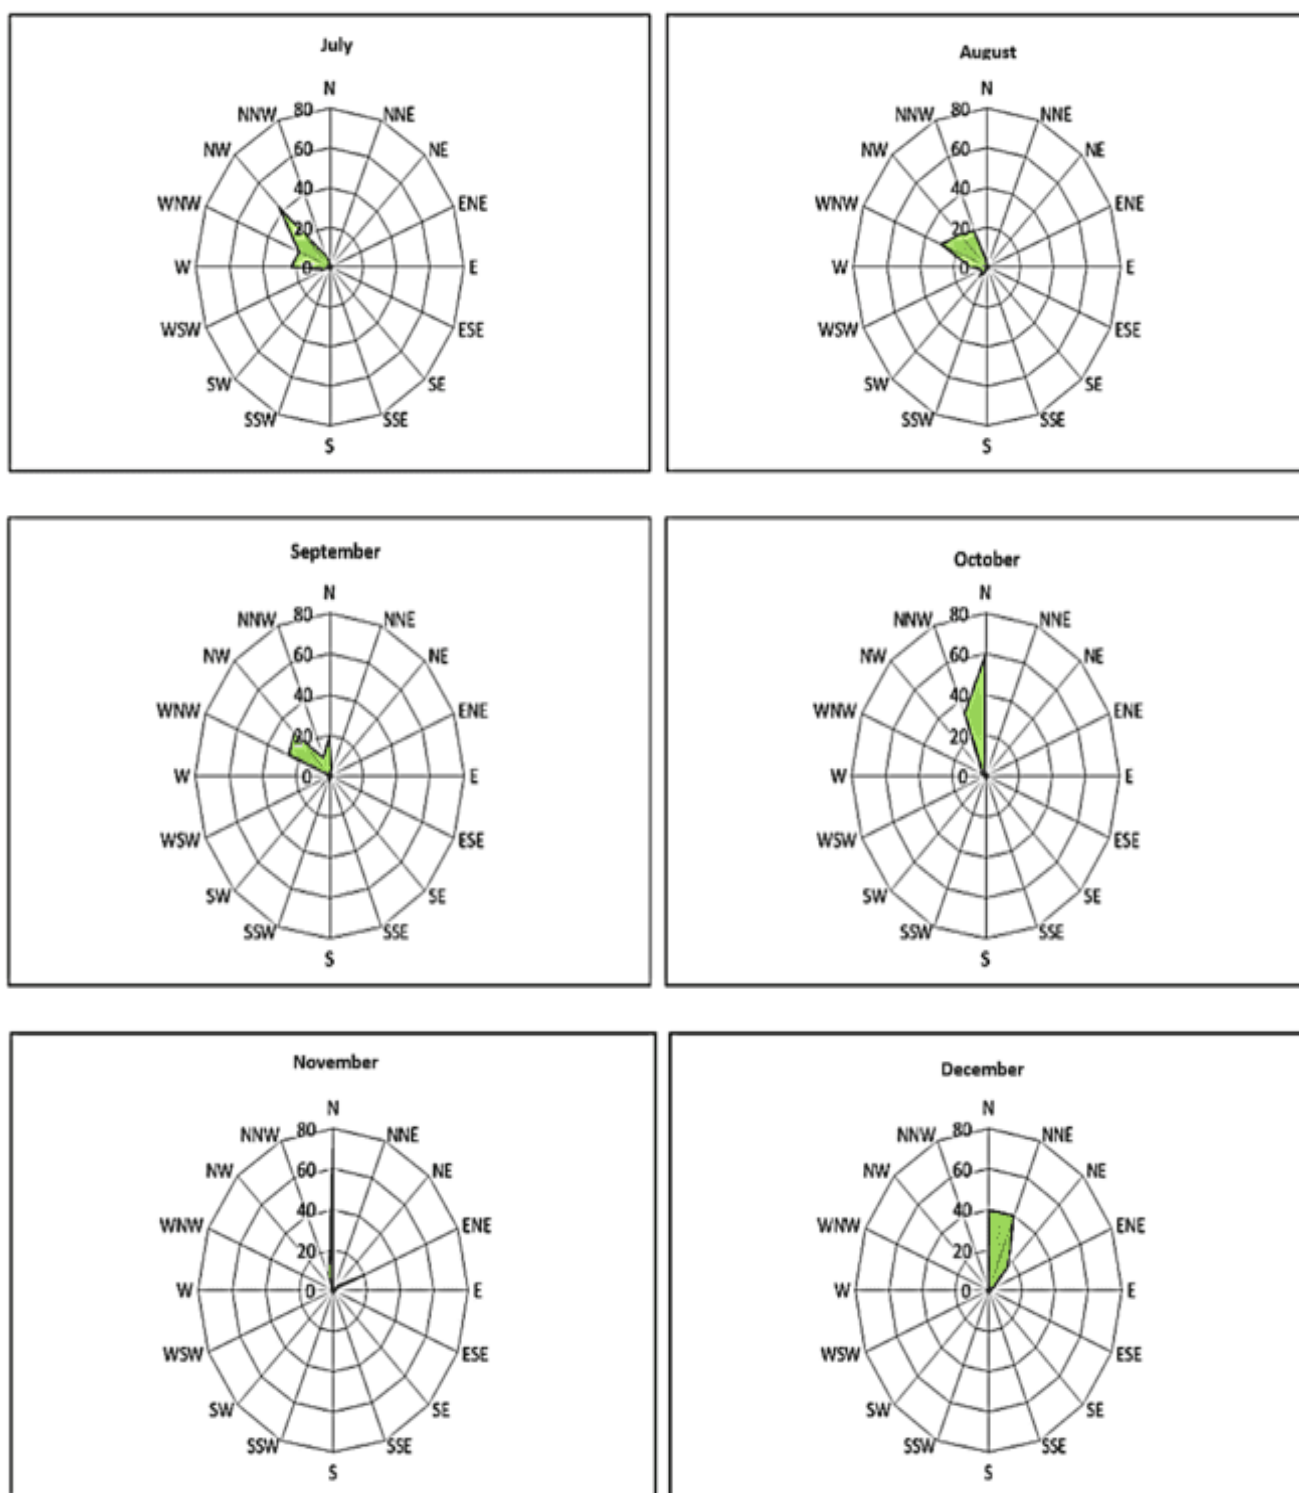 July
N
NNW 80 NNE
NW 60 NE
WNW 40 ENE
20
W 0 E
WSW ESE
SW SE
SSW SSE
S
August
N
NNW 80 NNE
NW 60 NE
WNW 40 ENE
20
W 0 E
WSW ESE
SW SE
SSW SSE
S
September
N
NNW 80 NNE
NW 60 NE
WNW 40 ENE
20
W 0 E
WSW ESE
SW SE
SSW SSE
S
October
N
NNW 80 NNE
NW 60 NE
WNW 40 ENE
20
W 0 E
WSW ESE
SW SE
SSW SSE
S
November
N
NNW 80 NNE
NW 60 NE
WNW 40 ENE
20
W 0 E
WSW ESE
SW SE
SSW SSE
S
December
N
NNW 80 NNE
NW 60 NE
WNW 40 ENE
20
W 0 E
WSW ESE
SW SE
SSW SSE
S